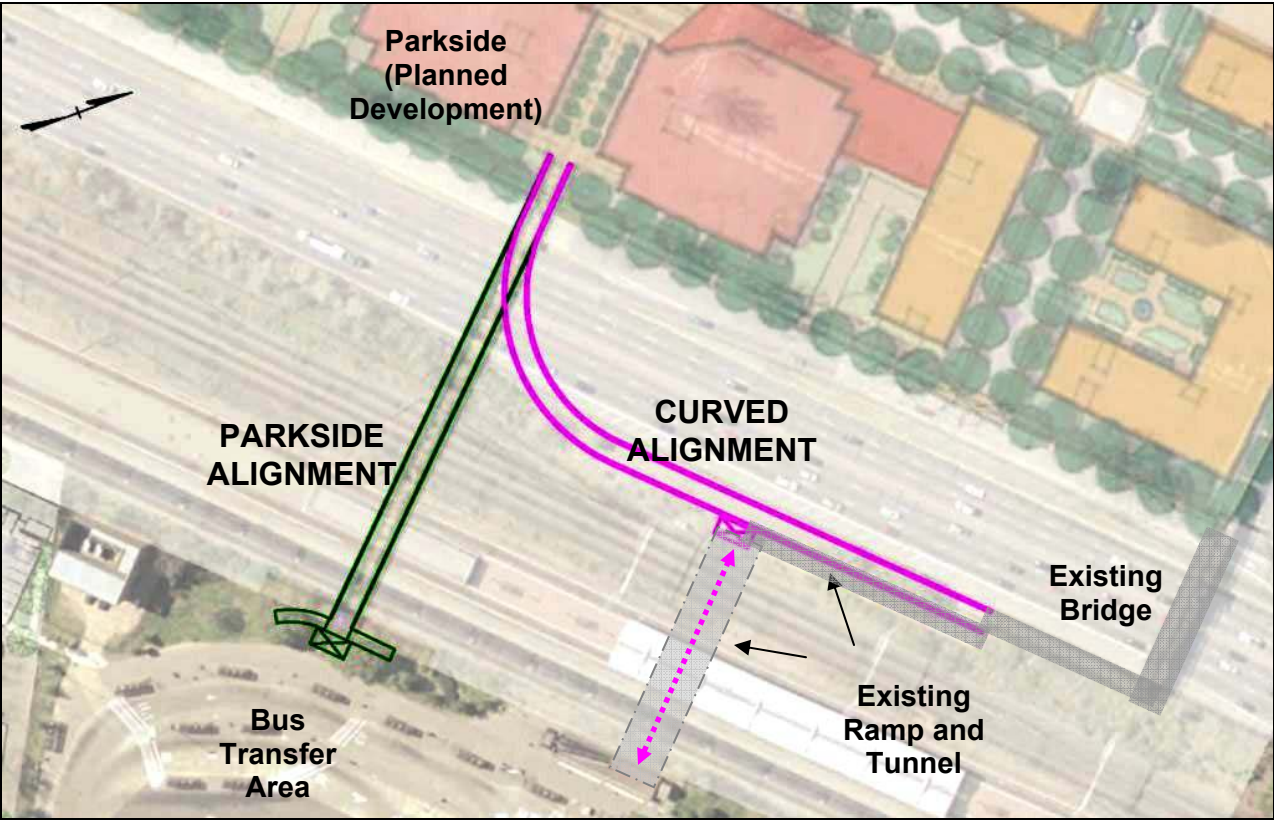 Parkside
(Planned
Development)
PARKSIDE
ALIGNMENT
CURVED
ALIGNMENT
Existing
Bridge
Existing
Ramp and
Tunnel
Bus
Transfer
Area